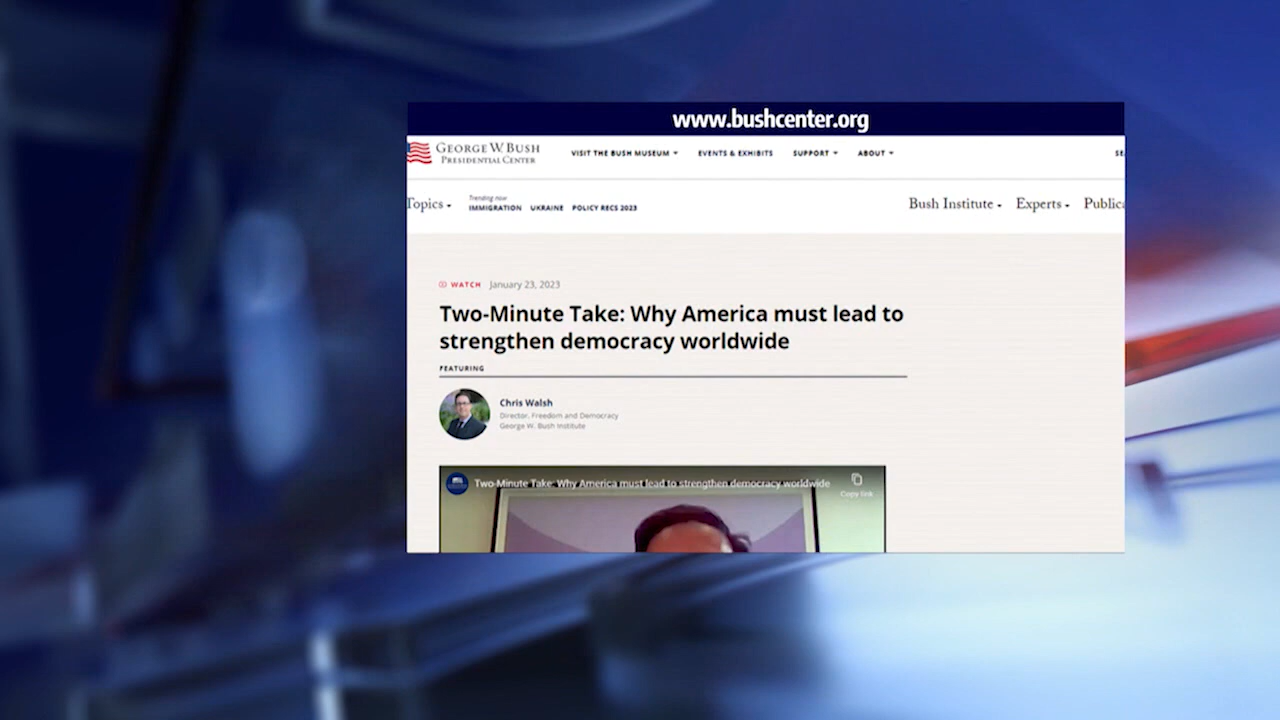 www.bushcenter.org
GEORGE W. BUSH
PRESIDENTIAL CENTER
VISIT THE BUSH MUSEUM
EVENTS & EXHIBITS
SUPPORT
ABOUT
SE
Topics
Trending now
IMMIGRATION
UKRAINE
POLICY RECS 2023
Bush Institute
Experts
Publica
WATCH
January 23, 2023
Two-Minute Take: Why America must lead to
strengthen democracy worldwide
FEATURING
Chris Walsh
Director, Freedom and Democracy
George W. Bush Institute
Two-Minute Take: Why America must lead to strengthen democracy worldwide
Copy link